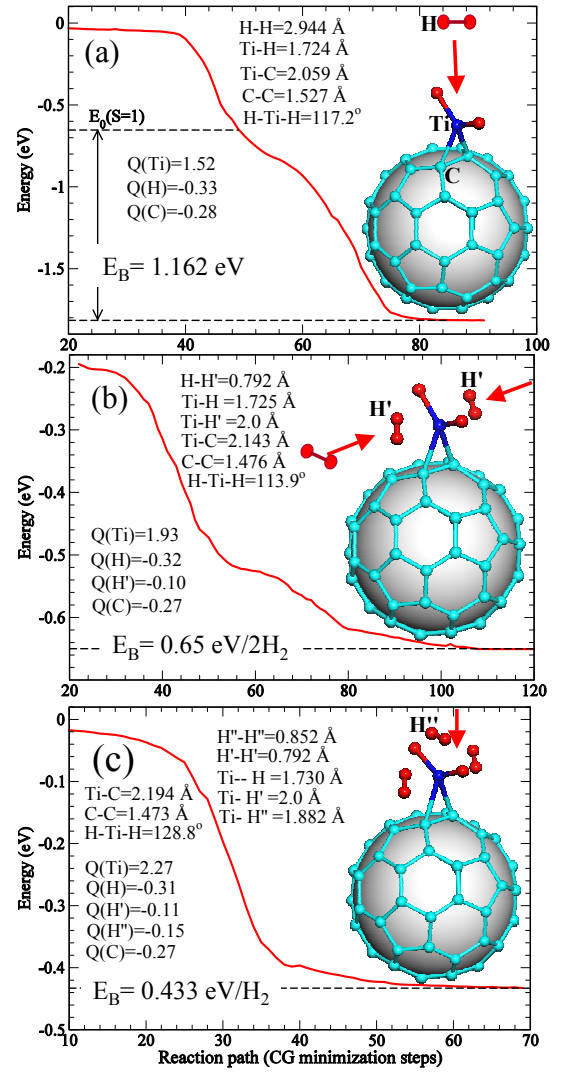 (a)
H-H=2.944 Å
Ti-H=1.724 Å
Ti-C=2.059 Å
C-C=1.527 Å
H-Ti-H=117.2°
H
Ti
C
E0(S=1)
Q(Ti)=1.52
Q(H)=-0.33
Q(C)=-0.28
EB= 1.162 eV
Energy (eV)
0
-0.5
-1
-1.5
20 40 60 80 100
(b)
H-H'=0.792 Å
Ti-H =1.725 Å
Ti-H' =2.0 Å
Ti-C=2.143 Å
C-C=1.476 Å
H-Ti-H=113.9°
H'
H'
Q(Ti)=1.93
Q(H)=-0.32
Q(H')=-0.10
Q(C)=-0.27
EB= 0.65 eV/2H2
Energy (eV)
-0.2
-0.3
-0.4
-0.5
-0.6
20 40 60 80 100 120
(c)
H"-H"=0.852 Å
H'-H'=0.792 Å
Ti-- H =1.730 Å
Ti- H' =2.0 Å
Ti- H" =1.882 Å
H"
Ti-C=2.194 Å
C-C=1.473 Å
H-Ti-H=128.8°
Q(Ti)=2.27
Q(H)=-0.31
Q(H')=-0.11
Q(H")=-0.15
Q(C)=-0.27
EB= 0.433 eV/H2
Energy (eV)
0
-0.1
-0.2
-0.3
-0.4
-0.5
10 20 30 40 50 60 70
Reaction path (CG minimization steps)